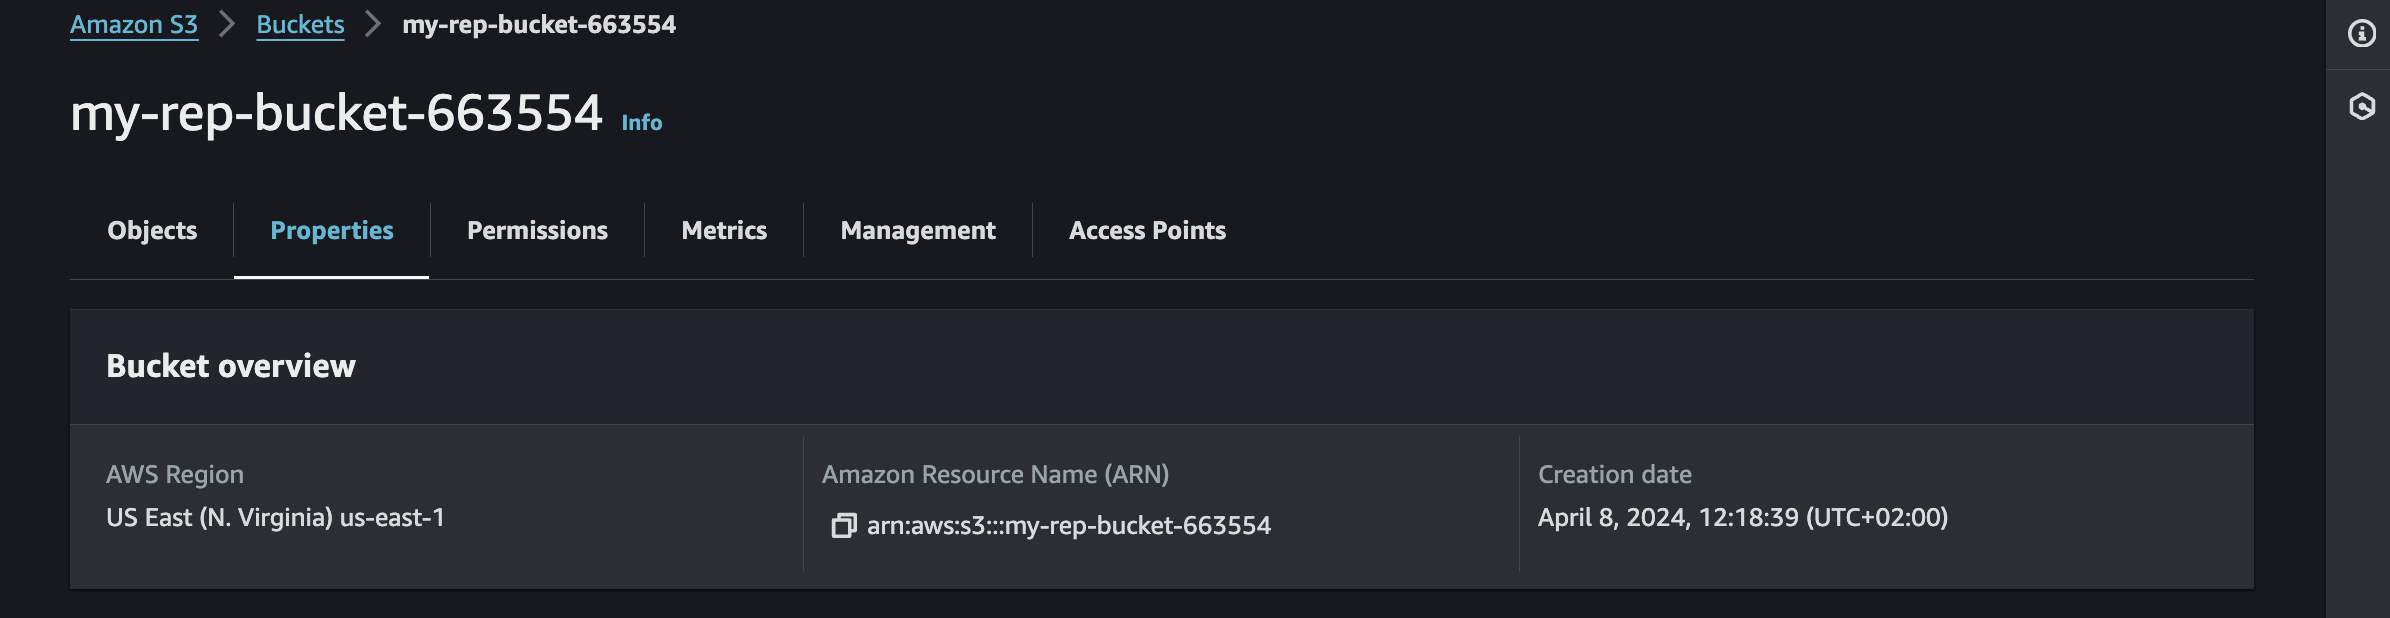 Amazon S3 > Buckets > my-rep-bucket-663554
my-rep-bucket-663554 Info
Objects Properties Permissions Metrics Management Access Points
Bucket overview
AWS Region
US East (N. Virginia) us-east-1
Amazon Resource Name (ARN)
arn:aws:s3:::my-rep-bucket-663554
Creation date
April 8, 2024, 12:18:39 (UTC+02:00)